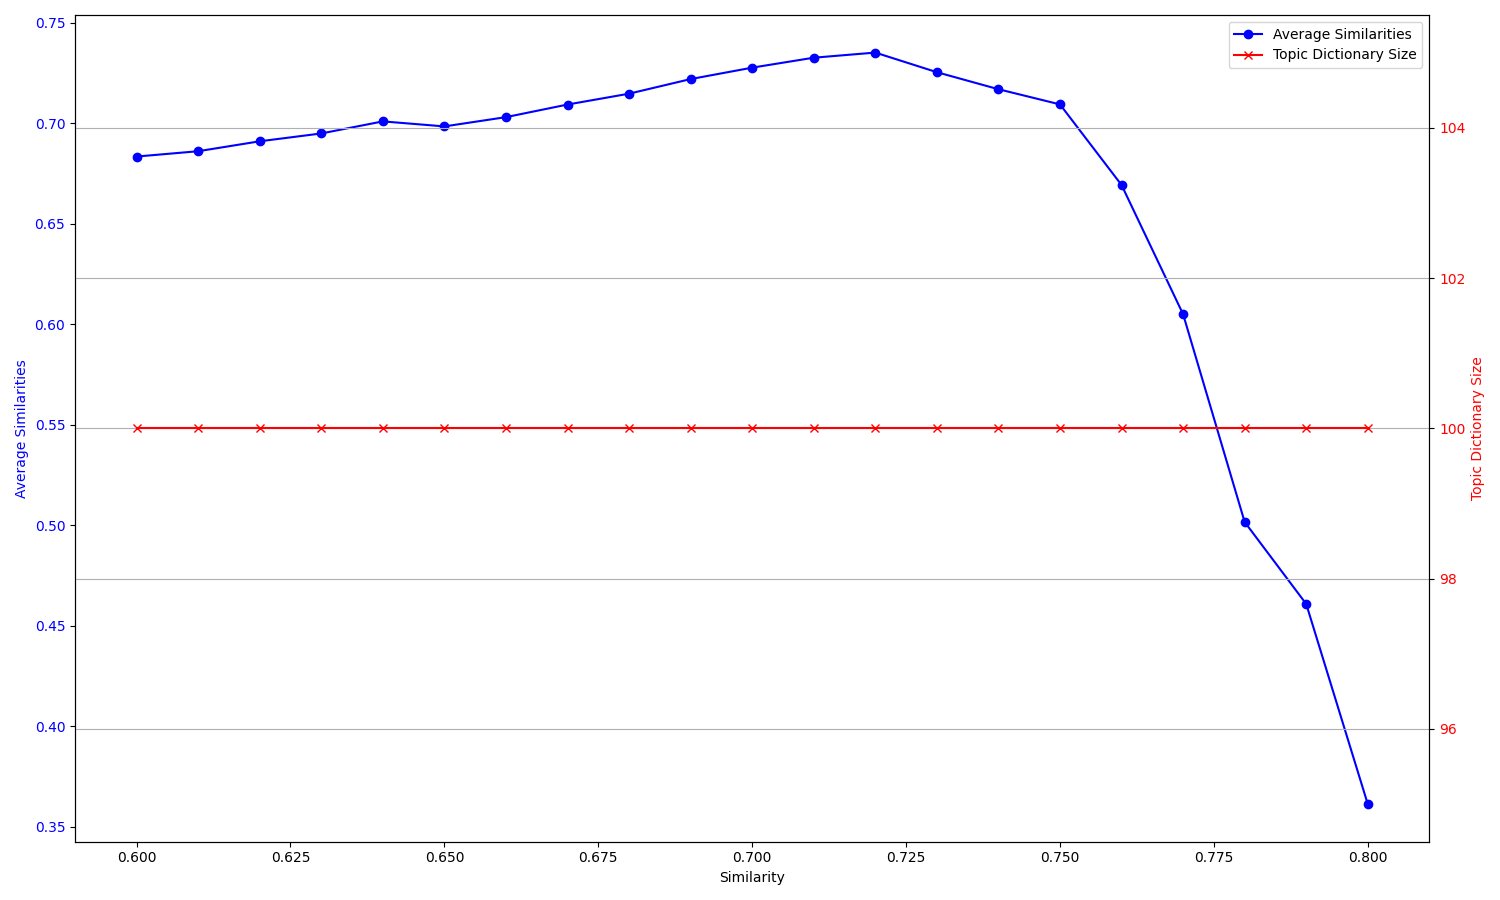 Average Similarities
Topic Dictionary Size
0.75
0.70
0.65
0.60
0.55
0.50
0.45
0.40
0.35
Average Similarities
104
102
100
98
96
Topic Dictionary Size
0.600 0.625 0.650 0.675 0.700 0.725 0.750 0.775 0.800
Similarity